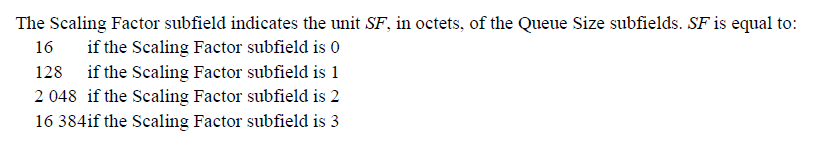 The Scaling Factor subfield indicates the unit SF, in octets, of the Queue Size subfields. SF is equal to:
16 if the Scaling Factor subfield is 0
128 if the Scaling Factor subfield is 1
2 048 if the Scaling Factor subfield is 2
16 384if the Scaling Factor subfield is 3